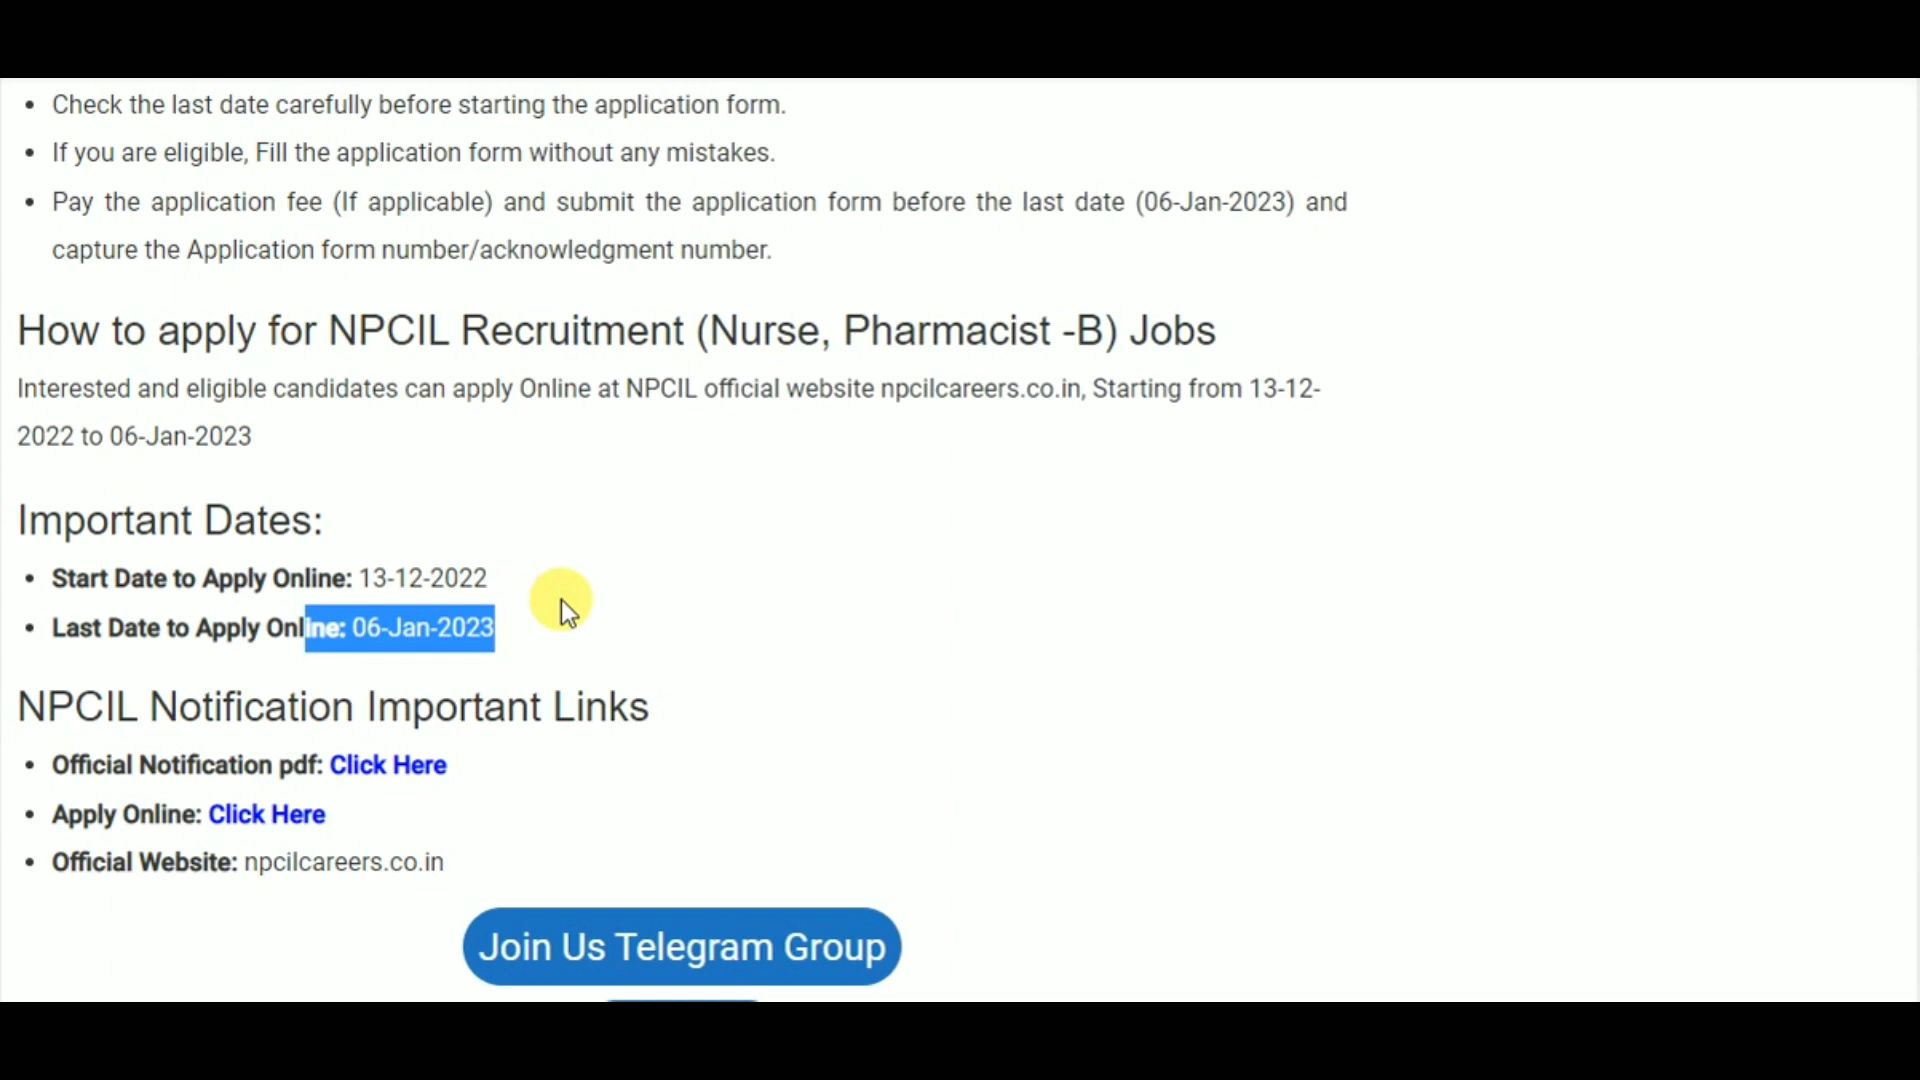 Check the last date carefully before starting the application form.
If you are eligible, Fill the application form without any mistakes.
Pay the application fee (If applicable) and submit the application form before the last date (06-Jan-2023) and
capture the Application form number/acknowledgment number.
How to apply for NPCIL Recruitment (Nurse, Pharmacist -B) Jobs
Interested and eligible candidates can apply Online at NPCIL official website npcilcareers.co.in, Starting from 13-12-
2022 to 06-Jan-2023
Important Dates:
Start Date to Apply Online: 13-12-2022
Last Date to Apply Online: 06-Jan-2023
NPCIL Notification Important Links
Official Notification pdf: Click Here
Apply Online: Click Here
Official Website: npcilcareers.co.in
Join Us Telegram Group